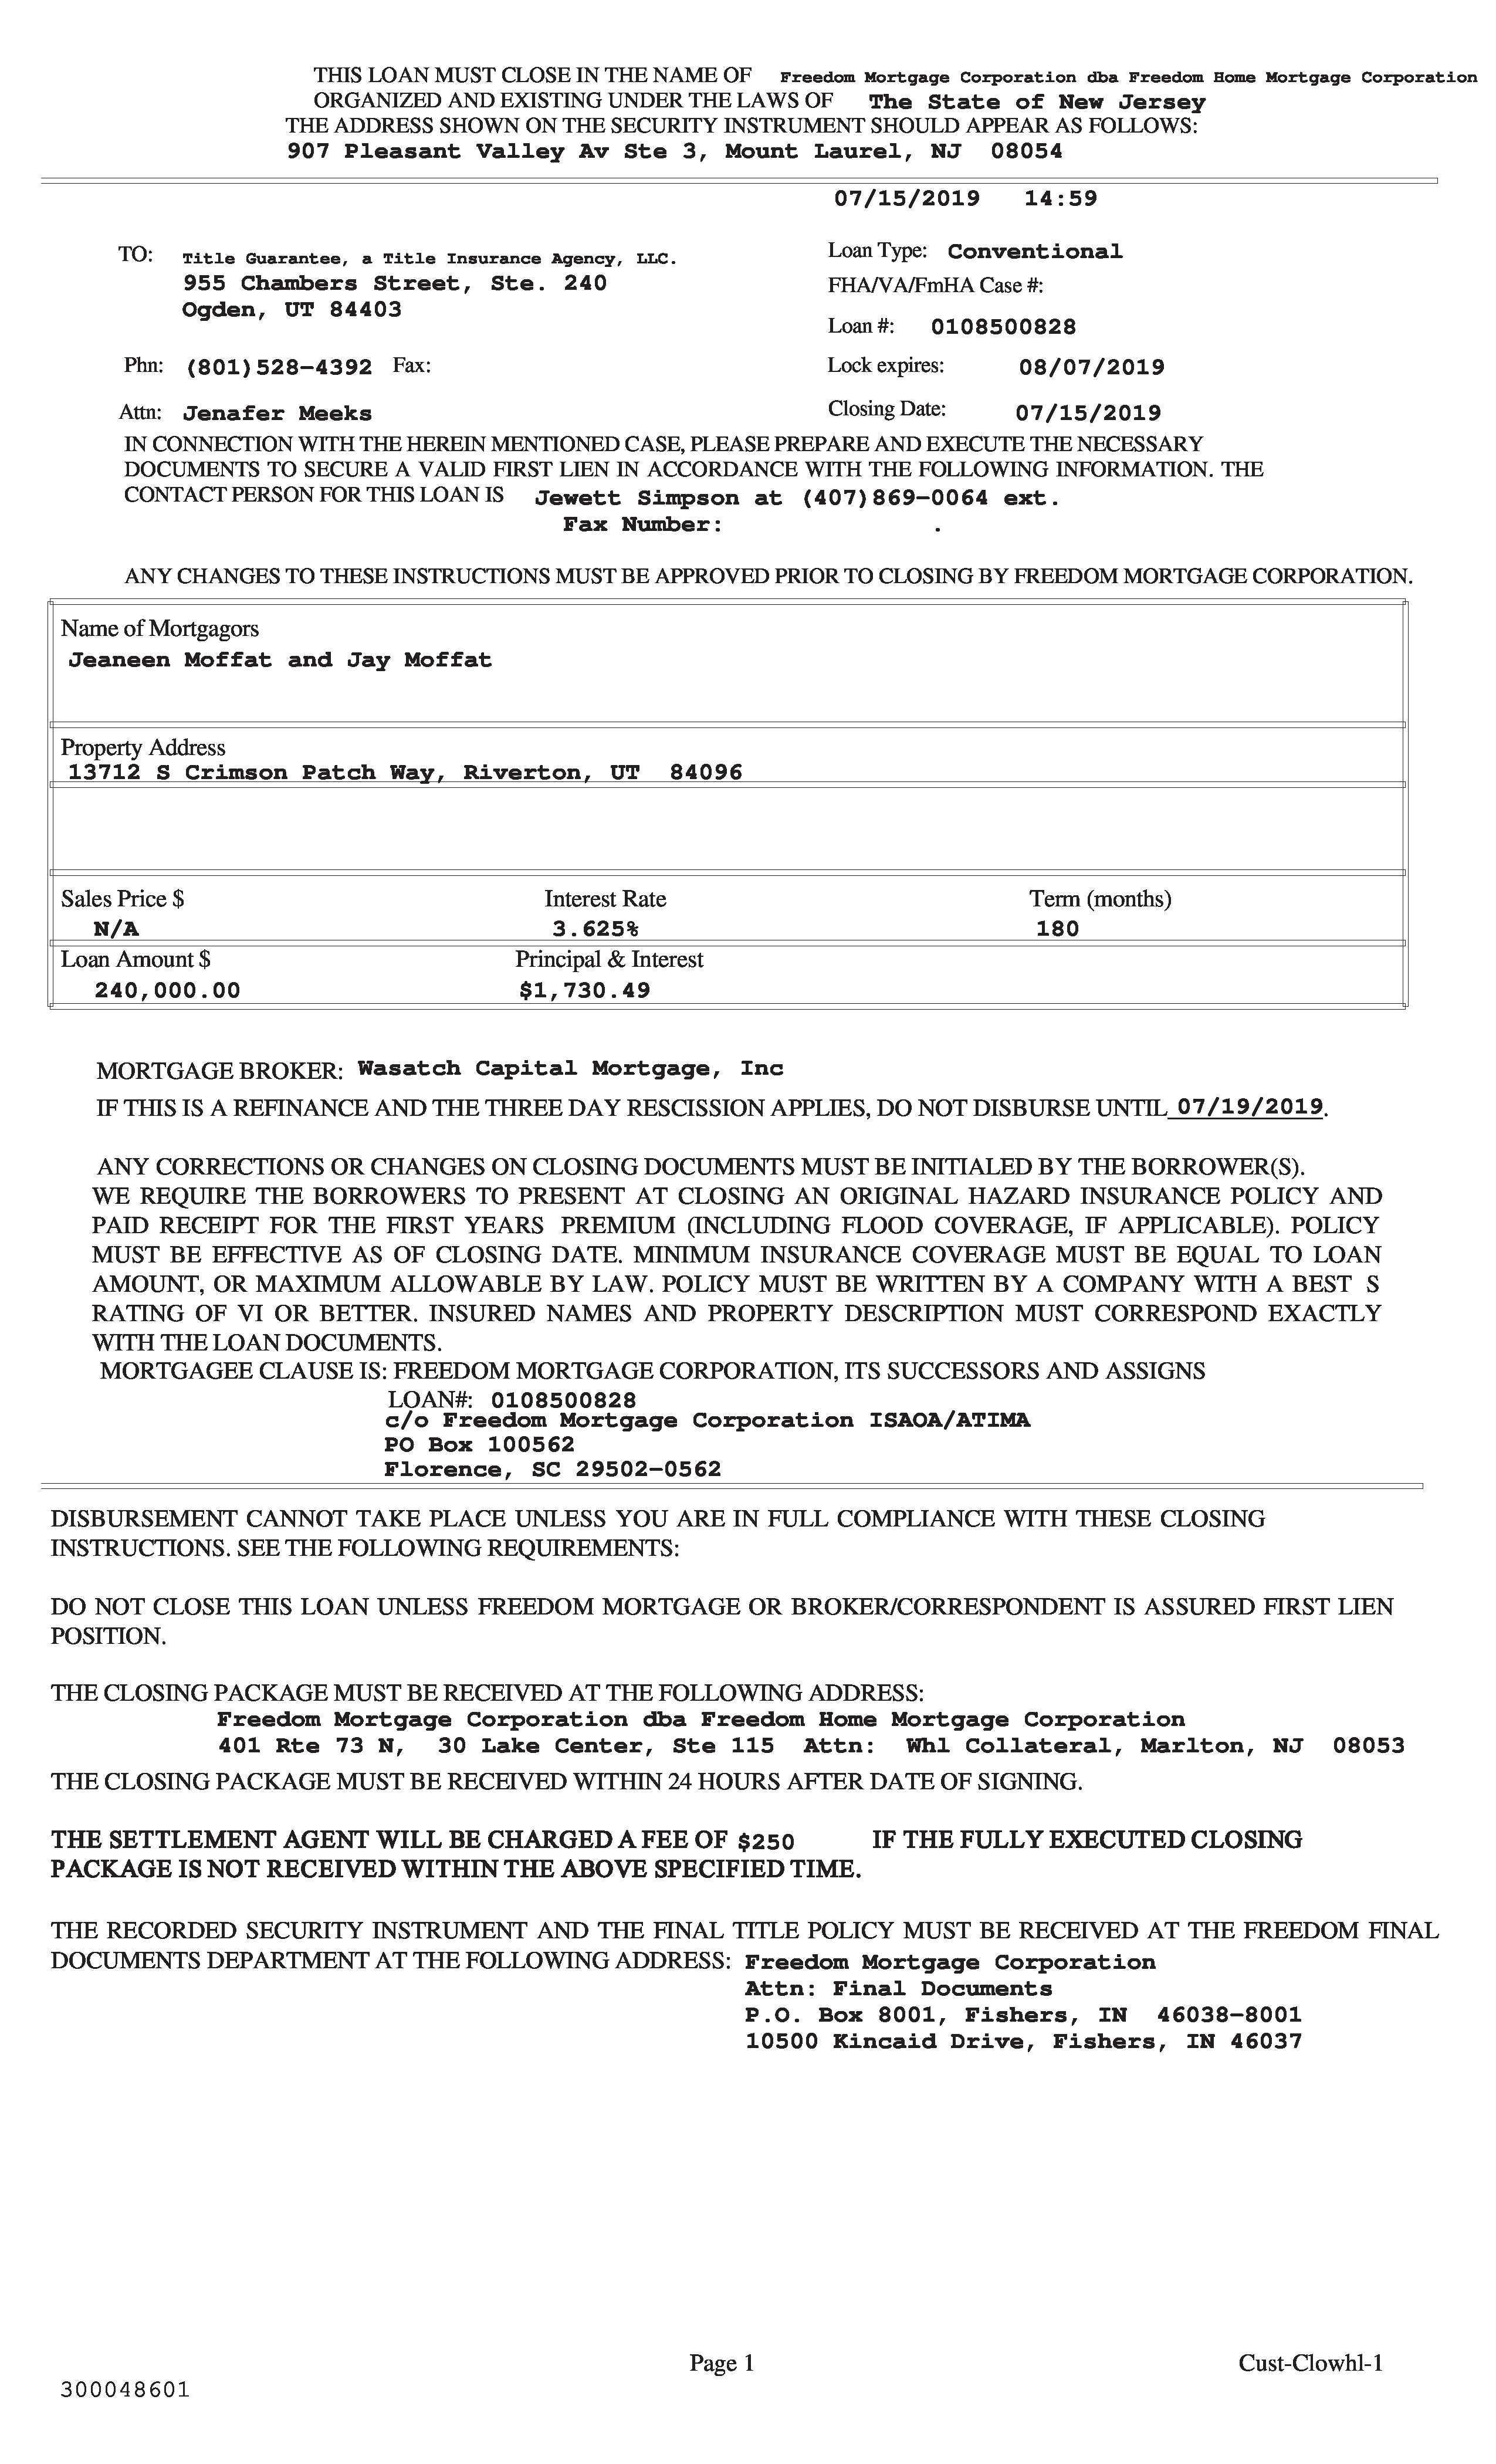 THIS LOAN MUST CLOSE IN THE NAME OF Freedom Mortgage Corporation dba Freedom Home Mortgage Corporation
ORGANIZED AND EXISTING UNDER THE LAWS OF The State of New Jersey
THE ADDRESS SHOWN ON THE SECURITY INSTRUMENT SHOULD APPEAR AS FOLLOWS:
907 Pleasant Valley Av Ste 3, Mount Laurel, NJ 08054
07/15/2019 14:59
TO: Title Guarantee, a Title Insurance Agency, LLC.
955 Chambers Street, Ste. 240
Ogden, UT 84403
Phn: (801)528-4392 Fax:
Attn: Jenafer Meeks
Loan Type: Conventional
FHA/VA/FmHA Case #:
Loan #: 0108500828
Lock expires: 08/07/2019
Closing Date: 07/15/2019
IN CONNECTION WITH THE HEREIN MENTIONED CASE, PLEASE PREPARE AND EXECUTE THE NECESSARY
DOCUMENTS TO SECURE A VALID FIRST LIEN IN ACCORDANCE WITH THE FOLLOWING INFORMATION. THE
CONTACT PERSON FOR THIS LOAN IS Jewett Simpson at (407)869-0064 ext.
Fax Number: .
ANY CHANGES TO THESE INSTRUCTIONS MUST BE APPROVED PRIOR TO CLOSING BY FREEDOM MORTGAGE CORPORATION.
Name of Mortgagors
Jeaneen Moffat and Jay Moffat
Property Address
13712 S Crimson Patch Way, Riverton, UT 84096
Sales Price $ Interest Rate Term (months)
N/A 3.625% 180
Loan Amount $ Principal & Interest
240,000.00 $1,730.49
MORTGAGE BROKER: Wasatch Capital Mortgage, Inc
IF THIS IS A REFINANCE AND THE THREE DAY RESCISSION APPLIES, DO NOT DISBURSE UNTIL 07/19/2019.
ANY CORRECTIONS OR CHANGES ON CLOSING DOCUMENTS MUST BE INITIALED BY THE BORROWER(S).
WE REQUIRE THE BORROWERS TO PRESENT AT CLOSING AN ORIGINAL HAZARD INSURANCE POLICY AND
PAID RECEIPT FOR THE FIRST YEARS PREMIUM (INCLUDING FLOOD COVERAGE, IF APPLICABLE). POLICY
MUST BE EFFECTIVE AS OF CLOSING DATE. MINIMUM INSURANCE COVERAGE MUST BE EQUAL TO LOAN
AMOUNT, OR MAXIMUM ALLOWABLE BY LAW. POLICY MUST BE WRITTEN BY A COMPANY WITH A BEST S
RATING OF VI OR BETTER. INSURED NAMES AND PROPERTY DESCRIPTION MUST CORRESPOND EXACTLY
WITH THE LOAN DOCUMENTS.
MORTGAGEE CLAUSE IS: FREEDOM MORTGAGE CORPORATION, ITS SUCCESSORS AND ASSIGNS
LOAN#: 0108500828
c/o Freedom Mortgage Corporation ISAOA/ATIMA
PO Box 100562
Florence, SC 29502-0562
DISBURSEMENT CANNOT TAKE PLACE UNLESS YOU ARE IN FULL COMPLIANCE WITH THESE CLOSING
INSTRUCTIONS. SEE THE FOLLOWING REQUIREMENTS:
DO NOT CLOSE THIS LOAN UNLESS FREEDOM MORTGAGE OR BROKER/CORRESPONDENT IS ASSURED FIRST LIEN
POSITION.
THE CLOSING PACKAGE MUST BE RECEIVED AT THE FOLLOWING ADDRESS:
Freedom Mortgage Corporation dba Freedom Home Mortgage Corporation
401 Rte 73 N, 30 Lake Center, Ste 115 Attn: Whl Collateral, Marlton, NJ 08053
THE CLOSING PACKAGE MUST BE RECEIVED WITHIN 24 HOURS AFTER DATE OF SIGNING.
THE SETTLEMENT AGENT WILL BE CHARGED A FEE OF $250 IF THE FULLY EXECUTED CLOSING
PACKAGE IS NOT RECEIVED WITHIN THE ABOVE SPECIFIED TIME.
THE RECORDED SECURITY INSTRUMENT AND THE FINAL TITLE POLICY MUST BE RECEIVED AT THE FREEDOM FINAL
DOCUMENTS DEPARTMENT AT THE FOLLOWING ADDRESS: Freedom Mortgage Corporation
Attn: Final Documents
P.O. Box 8001, Fishers, IN 46038-8001
10500 Kincaid Drive, Fishers, IN 46037
Page 1 Cust-Clowhl-1
300048601